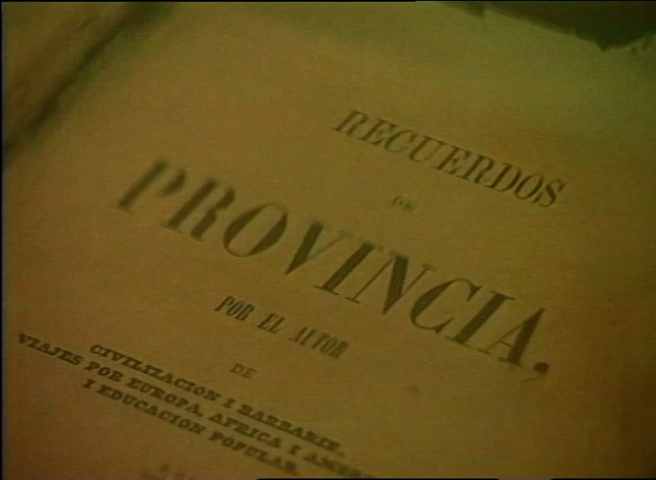 RECUERDOS
DE
PROVINCIA.
POR EL AUTOR
DE
CIVILIZACION I BARBARIE,
VIAJES POR EUROPA, AFRICA I
I EDUCACION POPULAR.